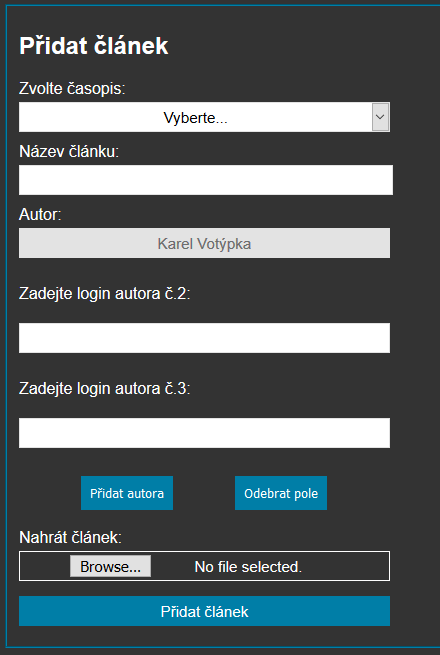 Přidat článek
Zvolte časopis:
Vyberte...
Název článku:
Autor:
Karel Votýpka
Zadejte login autora č.2:
Zadejte login autora č.3:
Přidat autora Odebrat pole
Nahrát článek:
Browse... No file selected.
Přidat článek